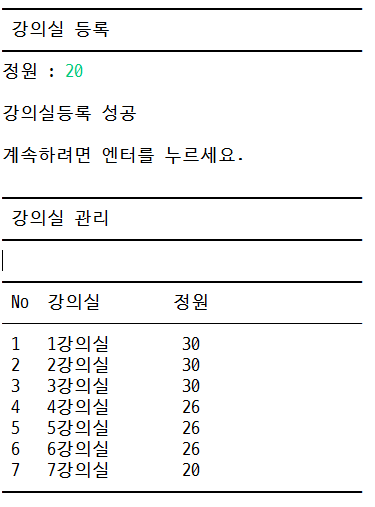 강의실 등록
정원 : 20
강의실등록 성공
계속하려면 엔터를 누르세요.
강의실 관리
No 강의실 정원
1 1강의실 30
2 2강의실 30
3 3강의실 30
4 4강의실 26
5 5강의실 26
6 6강의실 26
7 7강의실 20